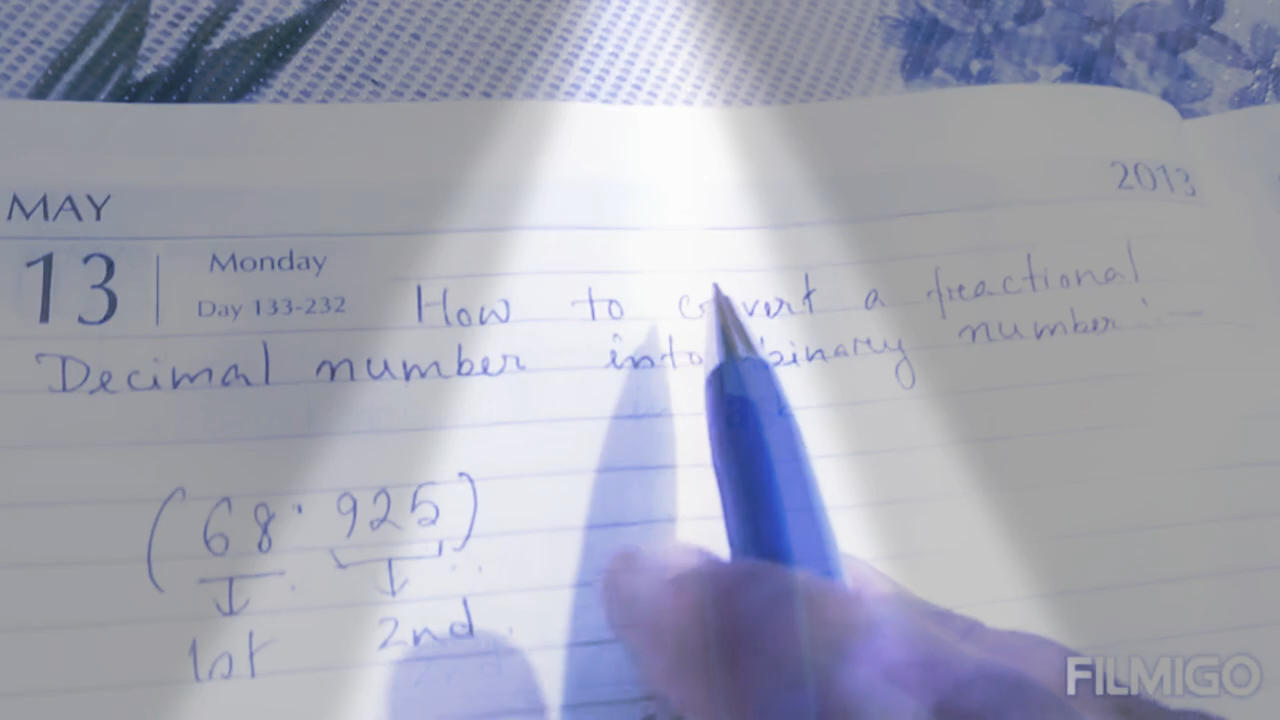 2013
MAY
13
Monday
Day 133-232
How to a fractional
Decimal number into binary number :-
(68.925)
1st 2nd
FILMIGO